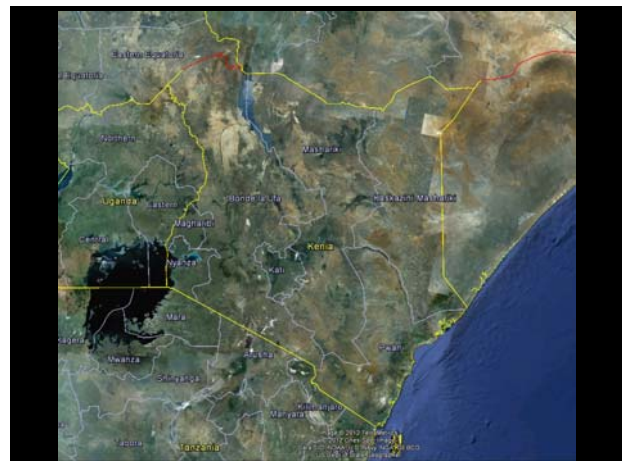 Eastern Equatoria
l Equatoria
Northern
Mashariki
Uganda
Eastern
Bonde la Ufa
Kaskazini Mashariki
Magharibi
Central
Kenia
Nyanza
Kati
Mara
Pwani
Mwanza
Arusha
Shinyanga
Kilimanjaro
Manyara
Tabora
Tanzania